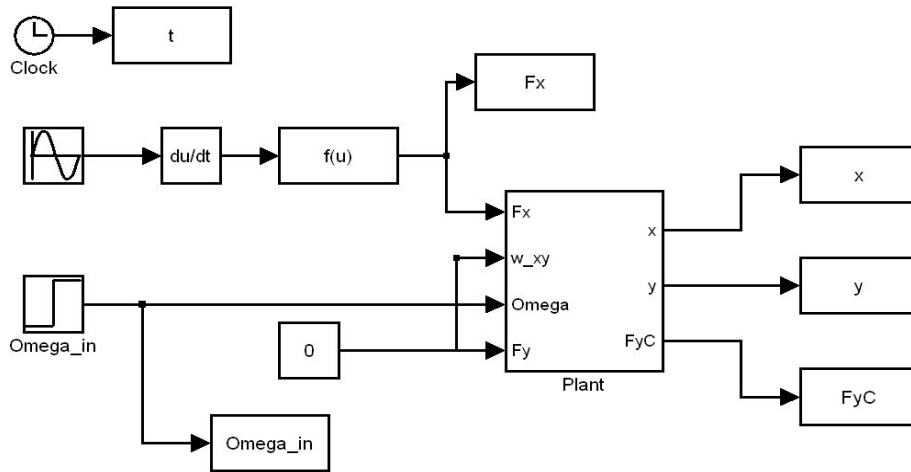 t
Clock
Fx
du/dt
f(u)
x
Fx
x
w_xy
y
y
Omega
Omega_in
0
Fy
FyC
Plant
FyC
Omega_in